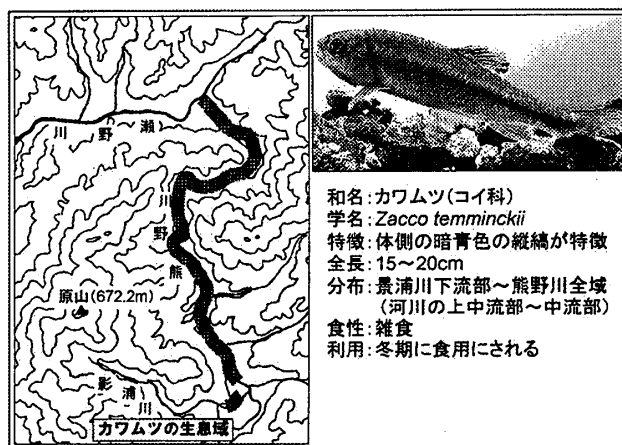 川野瀬
川野熊
原山(672.2m)
影浦川
カワムツの生息域
和名:カワムツ(コイ科)
学名:Zacco temminckii
特徴:体側の暗青色の縦縞が特徴
全長:15〜20cm
分布:景浦川下流部〜熊野川全域
(河川の上中流部〜中流部)
食性:雑食
利用:冬期に食用にされる